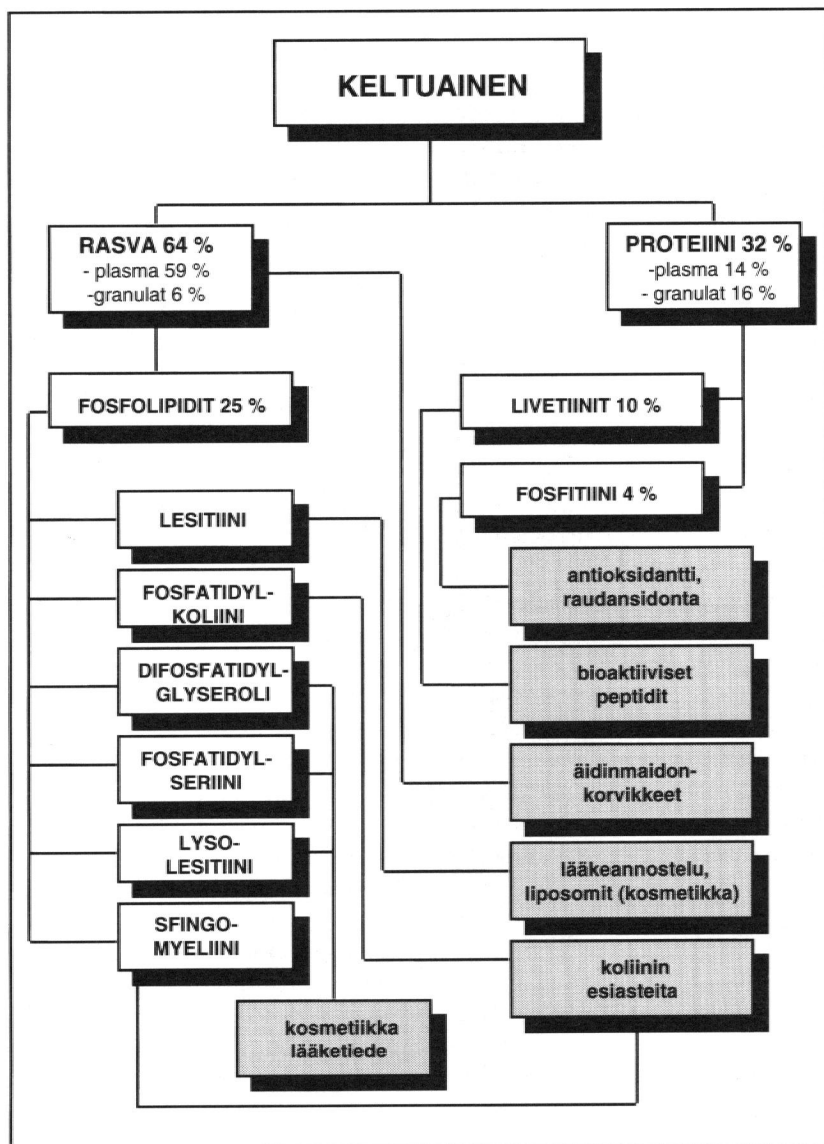 KELTUAINEN
RASVA 64 %
- plasma 59 %
-granulat 6 %
PROTEIINI 32 %
-plasma 14 %
- granulat 16 %
FOSFOLIPIDIT 25 %
LIVETIINIT 10 %
FOSFITIINI 4 %
LESITIINI
FOSFATIDYL-
KOLIINI
DIFOSFATIDYL-
GLYSEROLI
FOSFATIDYL-
SERIINI
LYSO-
LESITIINI
SFINGO-
MYELIINI
antioksidantti,
raudansidonta
bioaktiiviset
peptidit
äidinmaidon-
korvikkeet
lääkeannostelu,
liposomit (kosmetikka)
koliinin
esiasteita
kosmetiikka
lääketiede